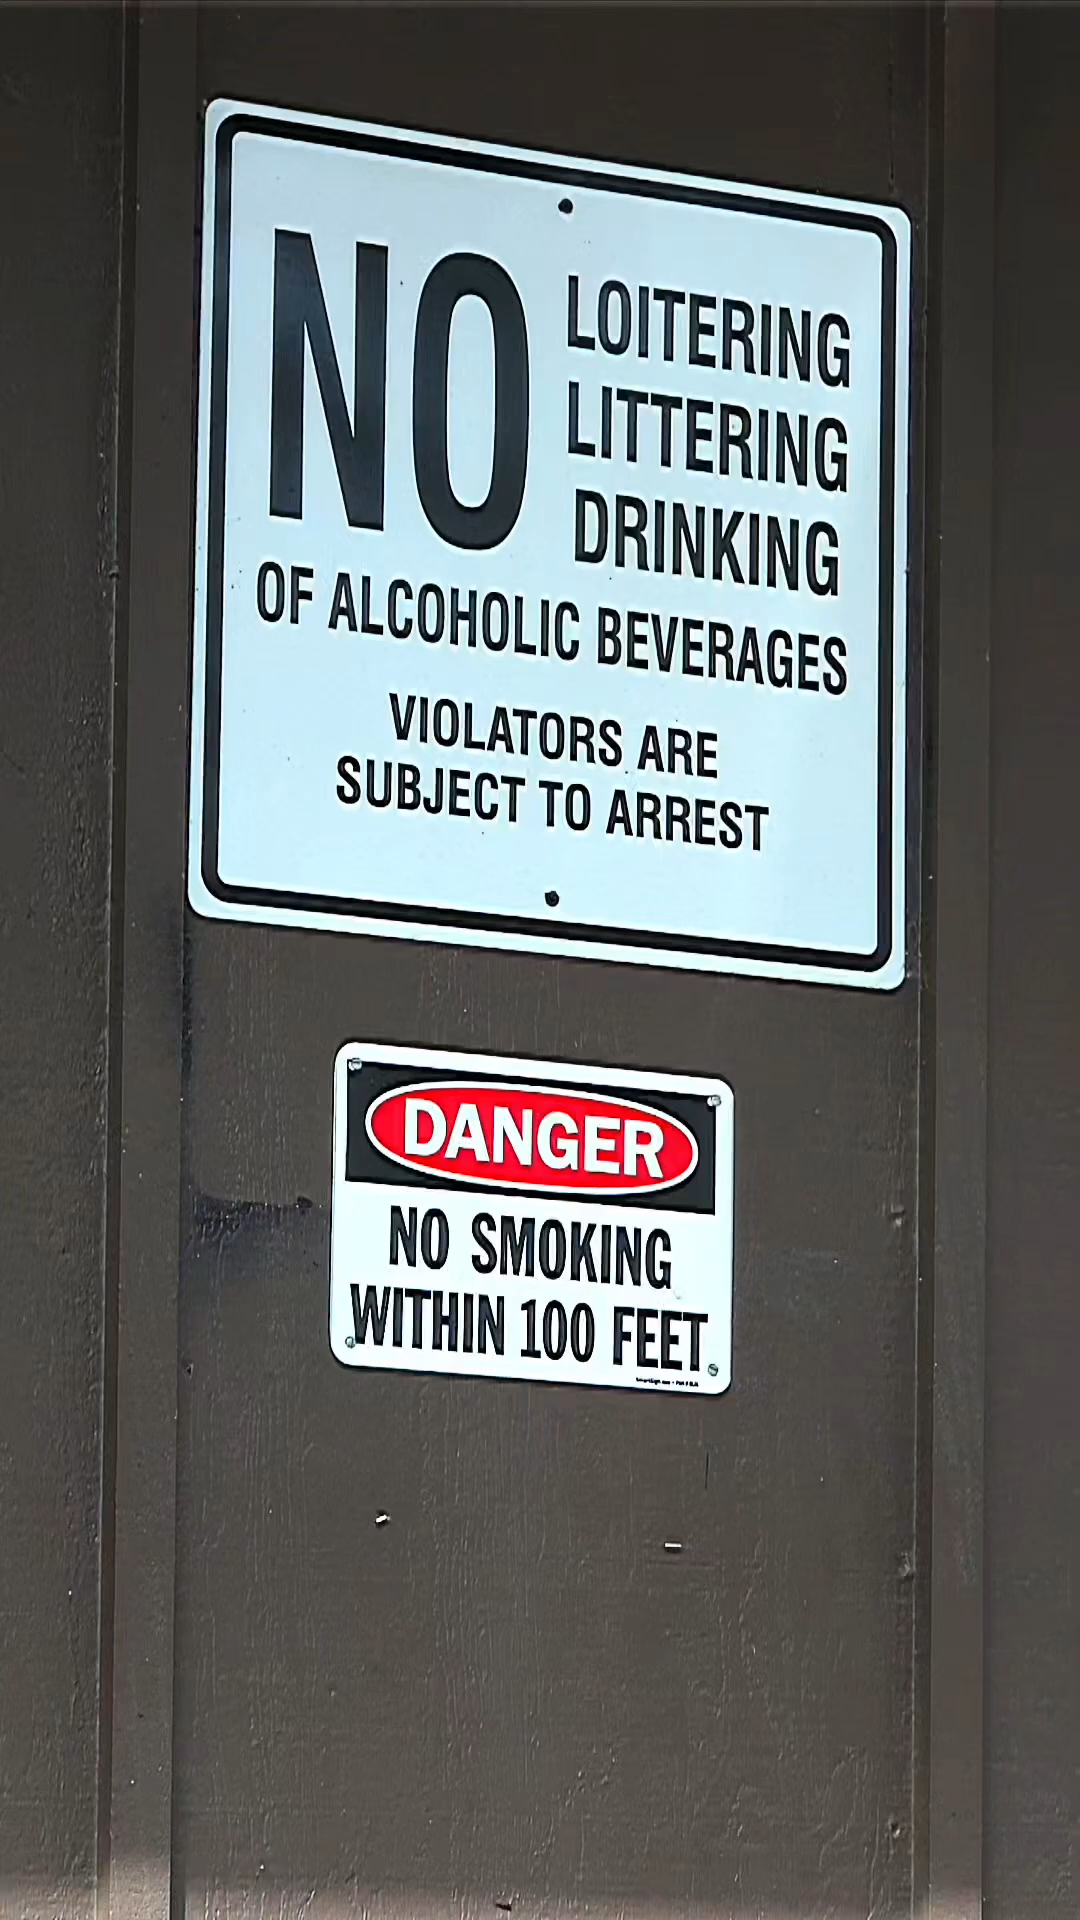 NO LOITERING
LITTERING
DRINKING
OF ALCOHOLIC BEVERAGES
VIOLATORS ARE
SUBJECT TO ARREST
DANGER
NO SMOKING
WITHIN 100 FEET